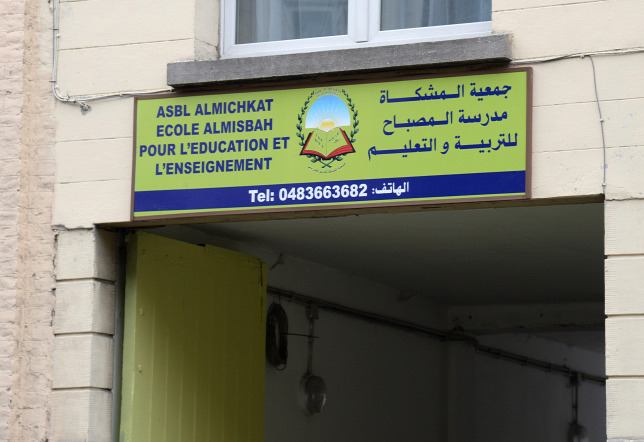 ASBL ALMICHKAT
ECOLE ALMISBAH
POUR L'EDUCATION ET
L'ENSEIGNEMENT
جمعية المشكاة
مدرسة المصباح
للتربية و التعليم
Tel: 0483663682 :الهاتف